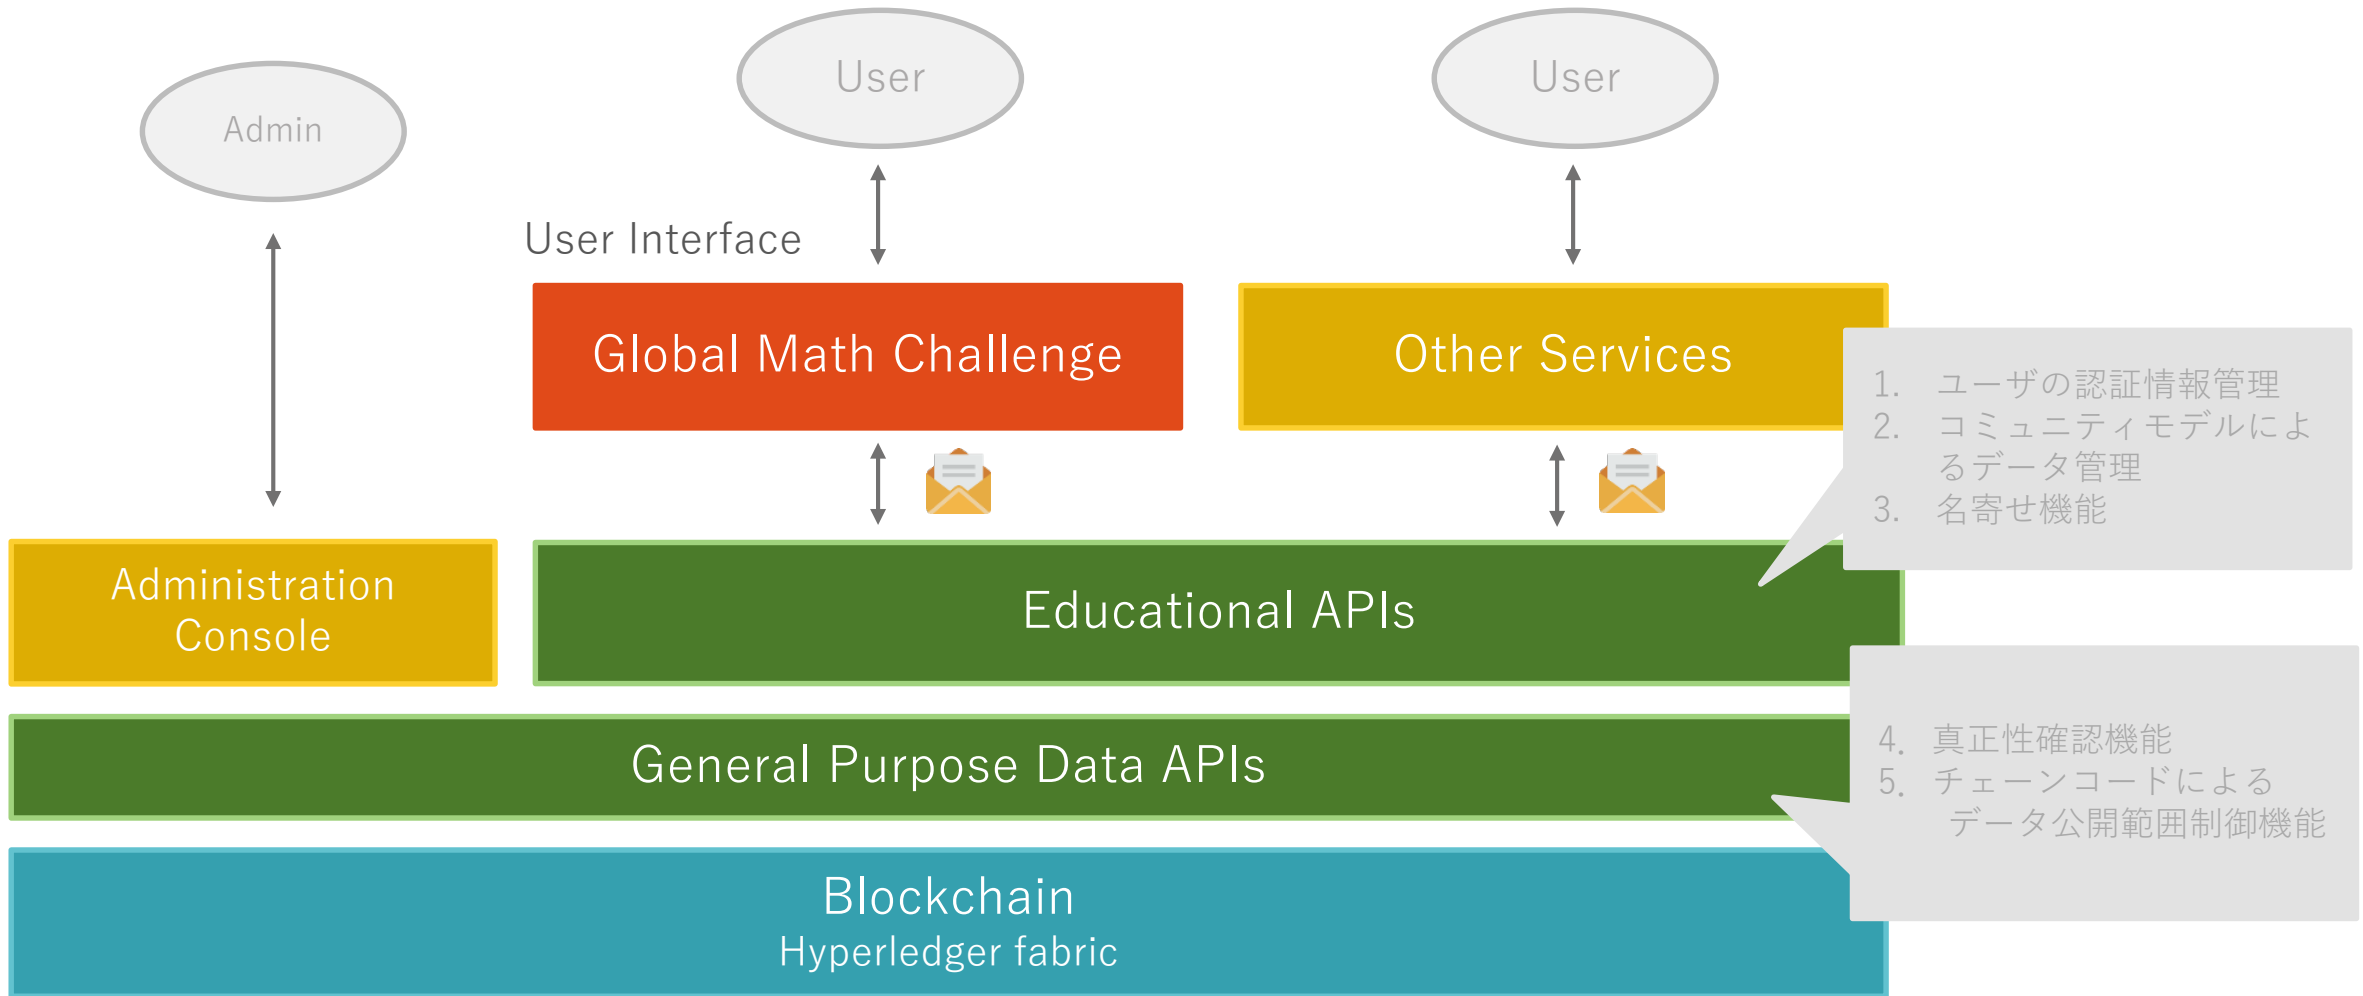 User
User
Admin
User Interface
Global Math Challenge
Other Services
1. ユーザの認証情報管理
2. コミュニティモデルによ
るデータ管理
3. 名寄せ機能
Administration
Console
Educational APIs
General Purpose Data APIs
4. 真正性確認機能
5. チェーンコードによる
データ公開範囲制御機能
Blockchain
Hyperledger fabric